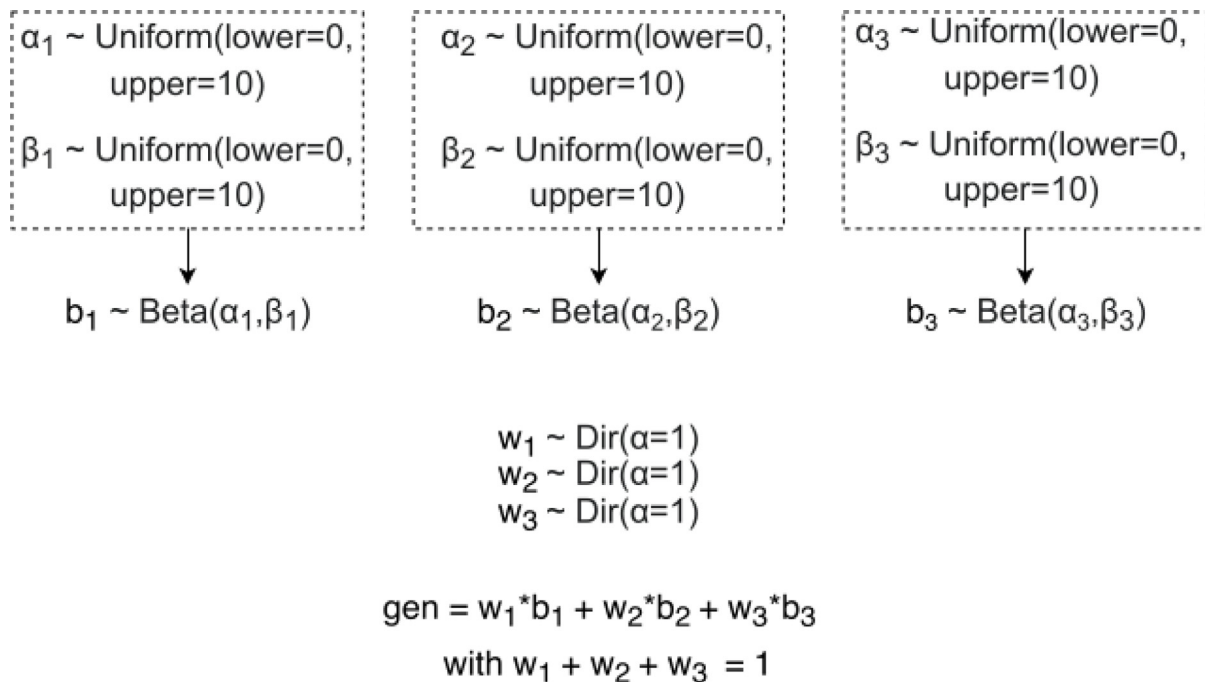 α₁ ~ Uniform(lower=0,
upper=10)
β₁ ~ Uniform(lower=0,
upper=10)
b₁ ~ Beta(α₁,β₁)
α₂ ~ Uniform(lower=0,
upper=10)
β₂ ~ Uniform(lower=0,
upper=10)
b₂ ~ Beta(α₂,β₂)
α₃ ~ Uniform(lower=0,
upper=10)
β₃ ~ Uniform(lower=0,
upper=10)
b₃ ~ Beta(α₃,β₃)
w₁ ~ Dir(α=1)
w₂ ~ Dir(α=1)
w₃ ~ Dir(α=1)
gen = w₁*b₁ + w₂*b₂ + w₃*b₃
with w₁ + w₂ + w₃ = 1